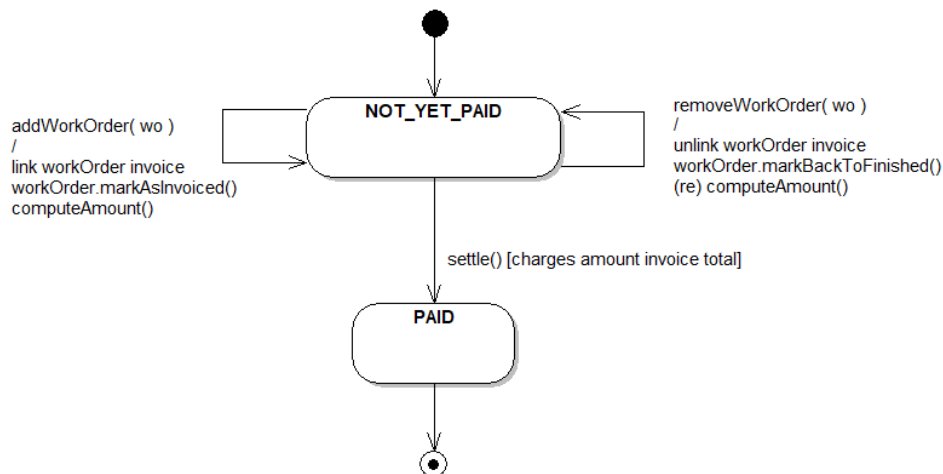 NOT_YET_PAID
addWorkOrder( wo )
/
link workOrder invoice
workOrder.markAsInvoiced()
computeAmount()
removeWorkOrder( wo )
/
unlink workOrder invoice
workOrder.markBackToFinished()
(re) computeAmount()
settle() [charges amount invoice total]
PAID